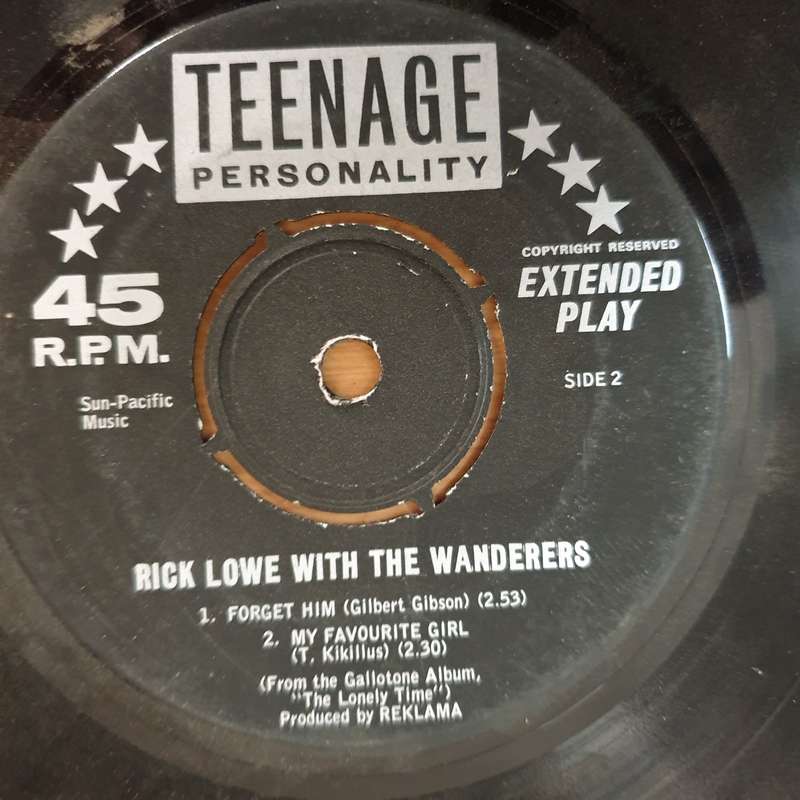 TEENAGE
PERSONALITY
COPYRIGHT RESERVED
45
R.P.M.
EXTENDED
PLAY
SIDE 2
Sun-Pacific
Music
RICK LOWE WITH THE WANDERERS
1. FORGET HIM (Gilbert Gibson) (2.53)
2. MY FAVOURITE GIRL
(T. Kikillus) (2.30)
(From the Gallotone Album,
"The Lonely Time")
Produced by REKLAMA